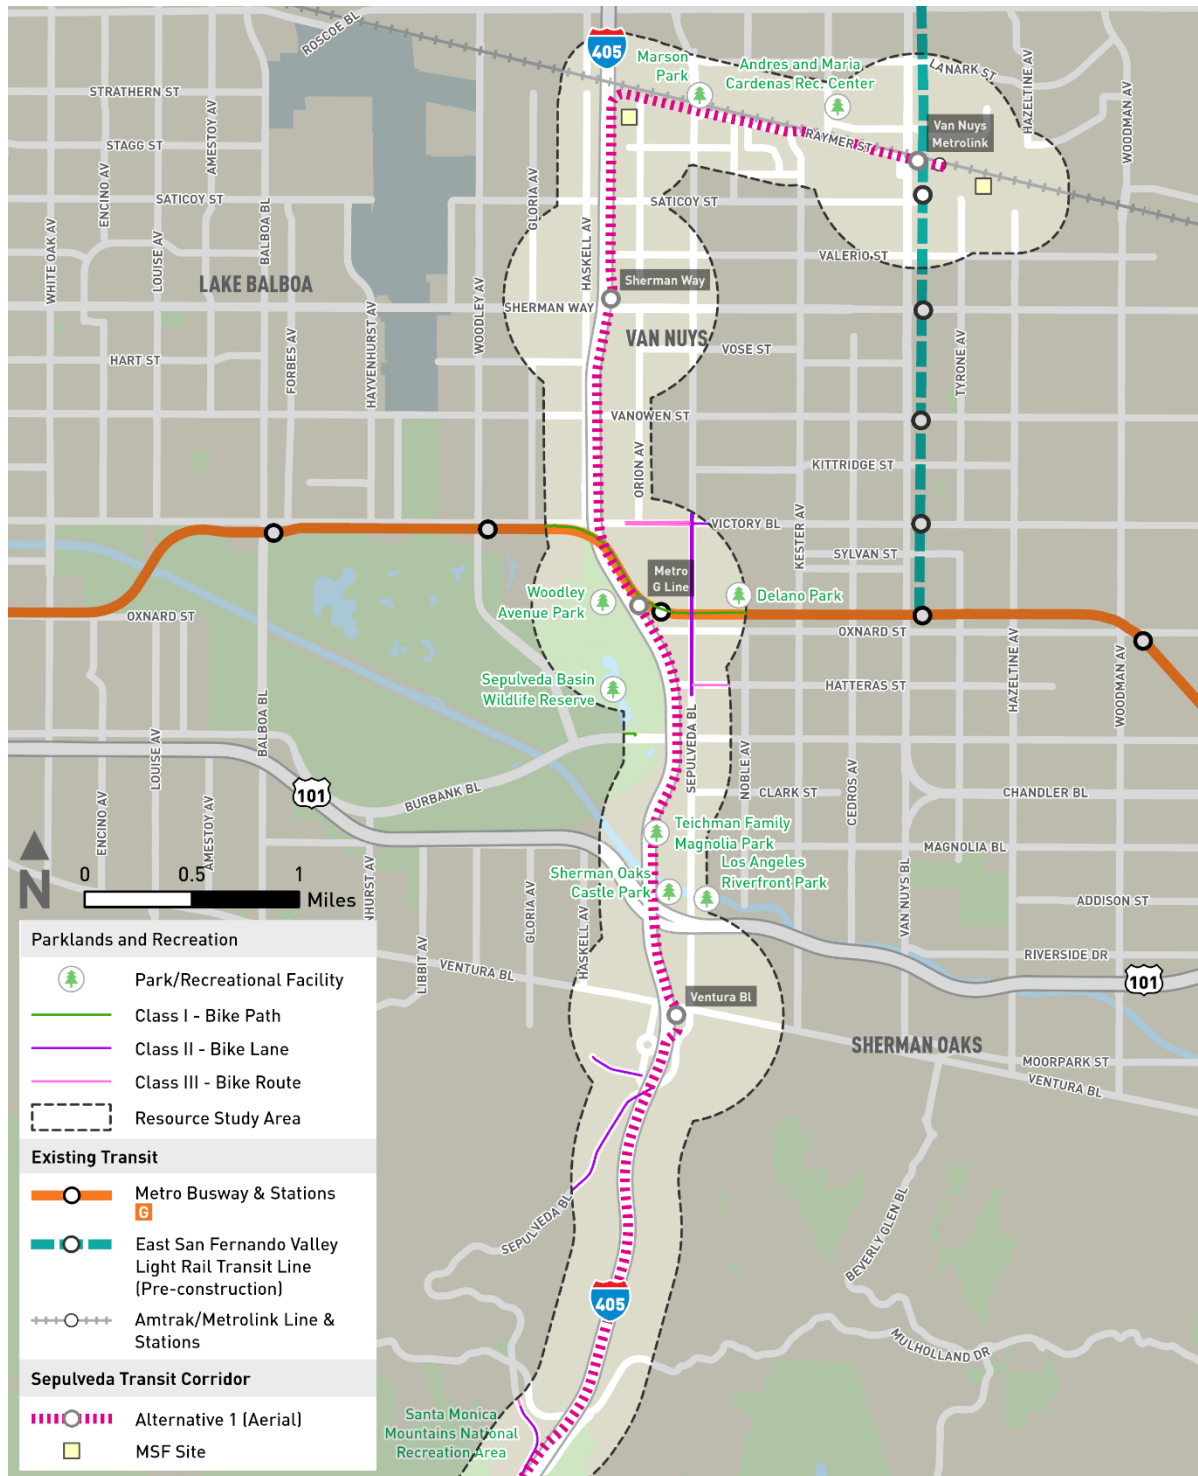 ROSCOE BL
405
Marson
Park
Andres and Maria
Cardenas Rec. Center
LANARK ST
HAZELTINE AV
WOODMAN AV
STRATHERN ST
AMESTOY AV
STAGG ST
ENCINO AV
RAYMER ST
Van Nuys
Metrolink
GLORIA AV
SATICOY ST
SATICOY ST
WHITE OAK AV
LOUISE AV
BALBOA BL
HASKELL AV
VALERIO ST
LAKE BALBOA
Sherman Way
SHERMAN WAY
WOODLEY AV
VAN NUYS
VOSE ST
HART ST
FORBES AV
HAYVENHURST AV
TYRONE AV
VANOWEN ST
ORION AV
KITTRIDGE ST
KESTER AV
VICTORY BL
SYLVAN ST
Metro
G Line
Woodley
Avenue Park
Delano Park
OXNARD ST
OXNARD ST
Sepulveda Basin
Wildlife Reserve
HATTERAS ST
HAZELTINE AV
WOODMAN AV
BALBOA BL
LOUISE AV
SEPULVEDA BL
NOBLE AV
CEDROS AV
101
BURBANK BL
CLARK ST
CHANDLER BL
ENCINO AV
AMESTOY AV
Teichman Family
Magnolia Park
MAGNOLIA BL
Los Angeles
Riverfront Park
Sherman Oaks
Castle Park
VAN NUYS BL
ADDISON ST
N
0 0.5 1
Miles
NHURST AV
GLORIA AV
HASKELL AV
LIBBIT AV
VENTURA BL
RIVERSIDE DR
101
Ventura Bl
SHERMAN OAKS
MOORPARK ST
VENTURA BL
SEPULVEDA BL
BEVERLY GLEN BL
405
MULHOLLAND DR
Santa Monica
Mountains National
Recreation Area
Parklands and Recreation
Park/Recreational Facility
Class I - Bike Path
Class II - Bike Lane
Class III - Bike Route
Resource Study Area
Existing Transit
Metro Busway & Stations
G
East San Fernando Valley
Light Rail Transit Line
(Pre-construction)
Amtrak/Metrolink Line &
Stations
Sepulveda Transit Corridor
Alternative 1 (Aerial)
MSF Site